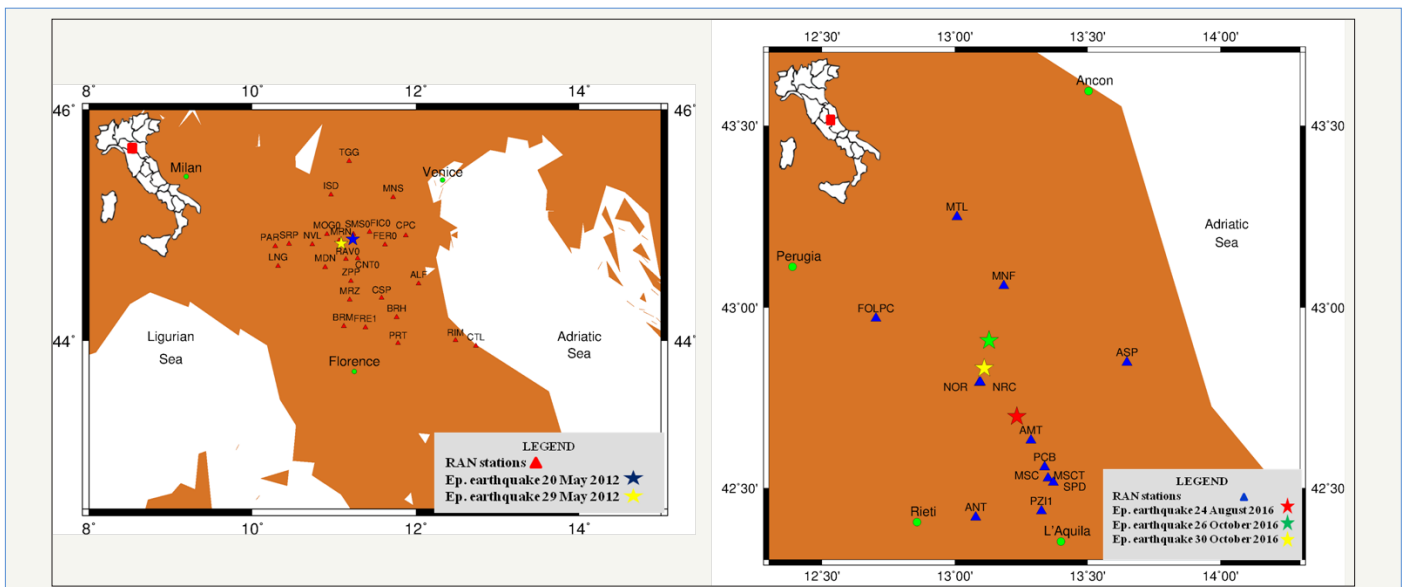 8˚ 10˚ 12˚ 14˚
46˚ 46˚
TGG
Milan
Venice
ISD MNS
MOG0 SMS0 FIC0 CPC
MRN
PAR SRP NVL FER0
RAV0
LNG MDN CNT0
ZPP ALF
MRZ CSP
BRH
BRM FRE1
Ligurian
Sea
PRT RIM CTL
Adriatic
Sea
44˚ 44˚
Florence
LEGEND
RAN stations
Ep. earthquake 20 May 2012
Ep. earthquake 29 May 2012
8˚ 10˚ 12˚ 14˚
12˚30' 13˚00' 13˚30' 14˚00'
Ancon
43˚30' 43˚30'
MTL
Adriatic
Sea
Perugia
MNF
43˚00' 43˚00'
FOLPC
ASP
NOR NRC
AMT
PCB
MSC MSCT
SPD
42˚30' 42˚30'
PZI1
ANT
Rieti
L'Aquila
LEGEND
RAN stations
Ep. earthquake 24 August 2016
Ep. earthquake 26 October 2016
Ep. earthquake 30 October 2016
12˚30' 13˚00' 13˚30' 14˚00'